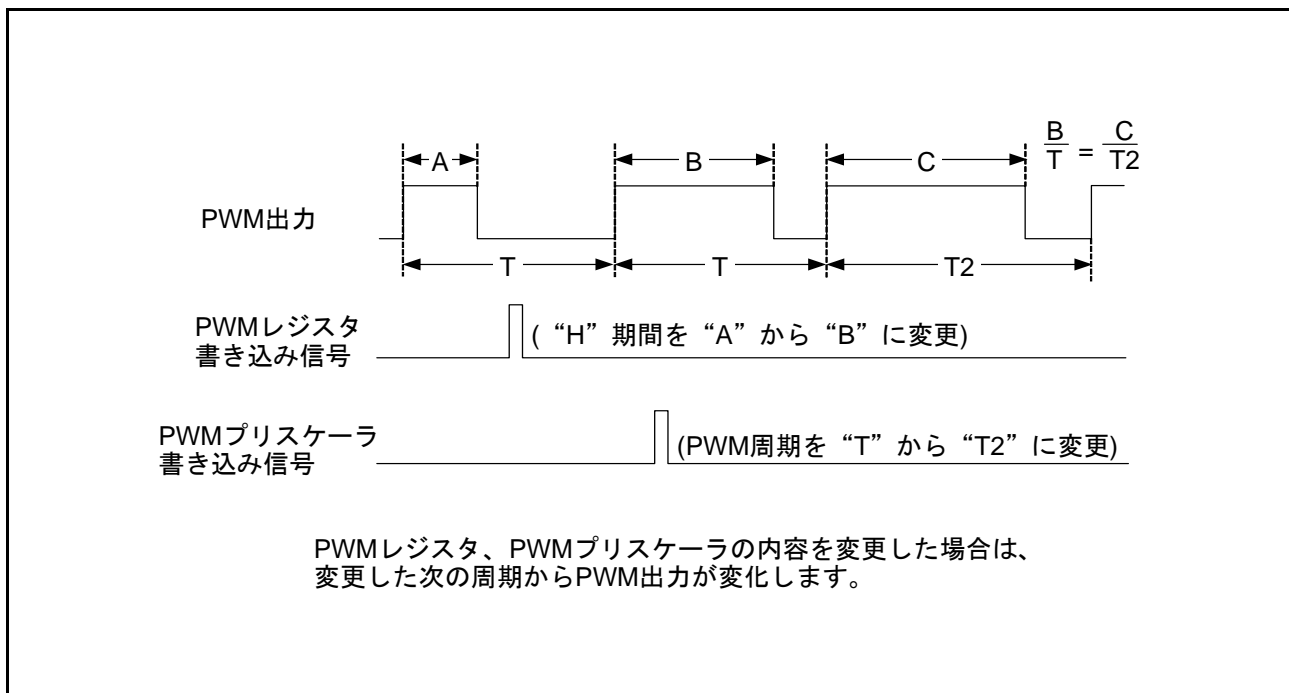 A
B
C
B/T = C/T2
PWM出力
T
T
T2
PWMレジスタ
書き込み信号
( “H” 期間を “A” から “B” に変更)
PWMプリスケーラ
書き込み信号
(PWM周期を “T” から “T2” に変更)
PWMレジスタ、PWMプリスケーラの内容を変更した場合は、
変更した次の周期からPWM出力が変化します。